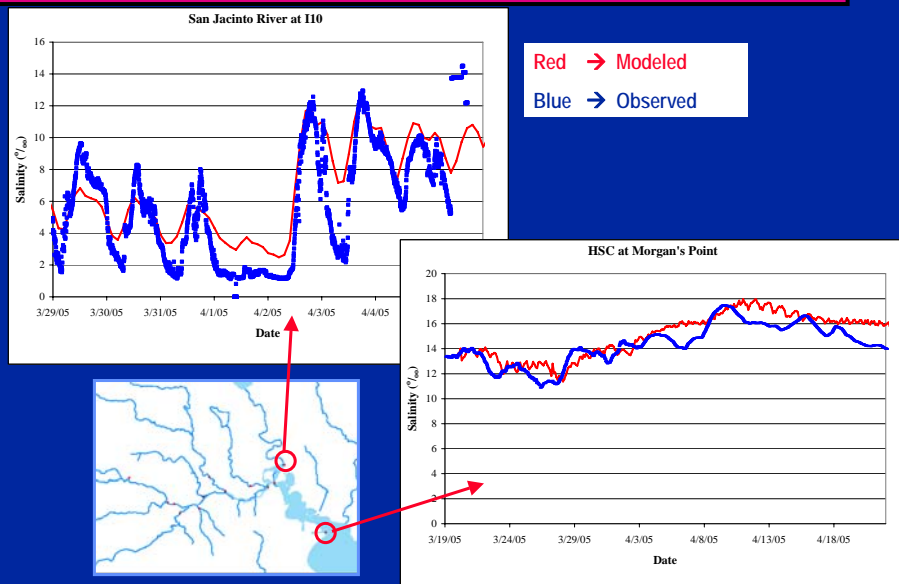 San Jacinto River at I10
16
14
12
10
8
6
4
2
0
Salinity (o/oo)
3/29/05 3/30/05 3/31/05 4/1/05 4/2/05 4/3/05 4/4/05
Date
Red → Modeled
Blue → Observed
HSC at Morgan's Point
20
18
16
14
12
10
8
6
4
2
0
Salinity (o/oo)
3/19/05 3/24/05 3/29/05 4/3/05 4/8/05 4/13/05 4/18/05
Date